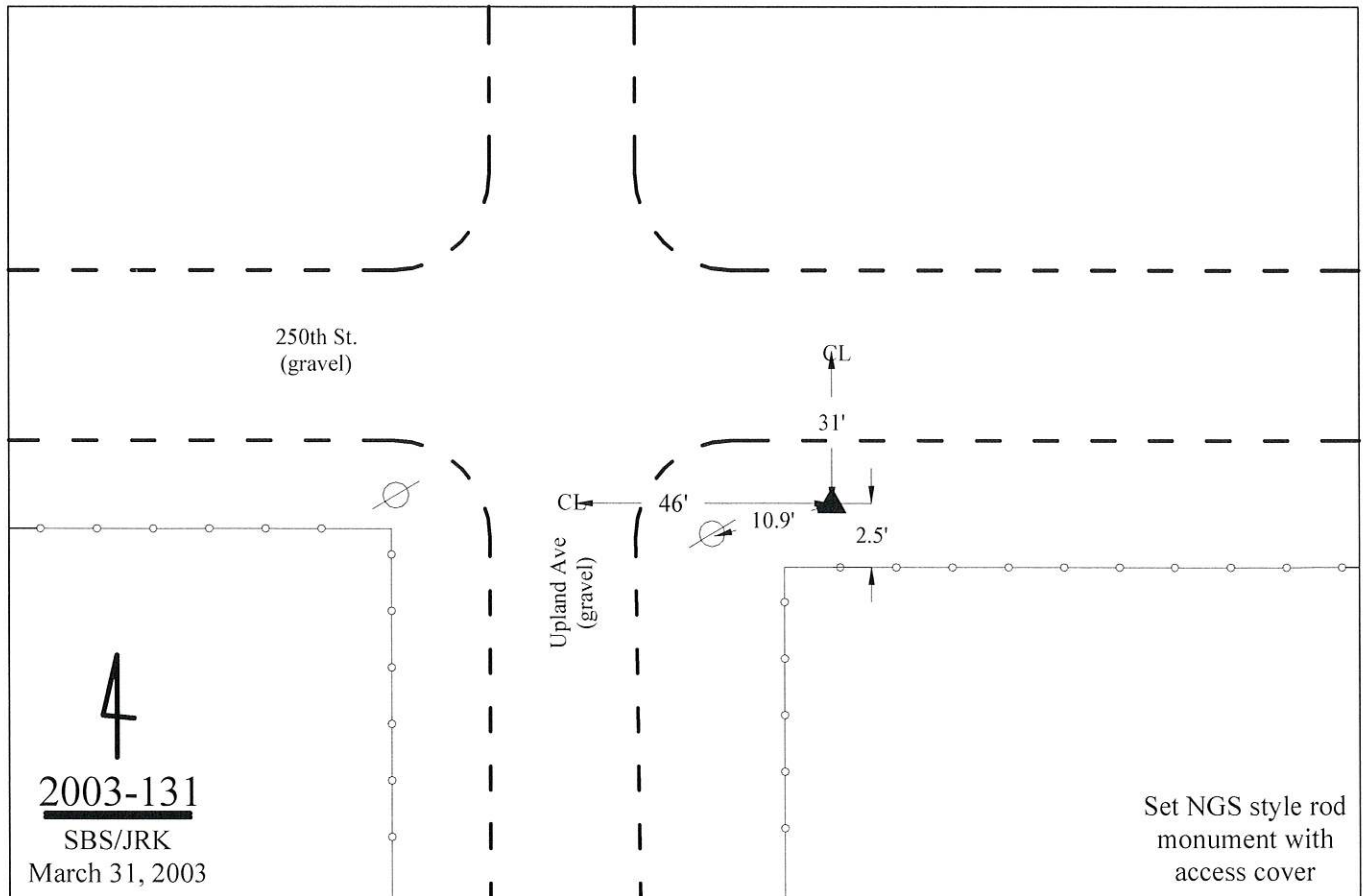 250th St.
(gravel)
CL
31'
CL
46'
10.9'
2.5'
Upland Ave
(gravel)
2003-131
SBS/JRK
March 31, 2003
Set NGS style rod
monument with
access cover